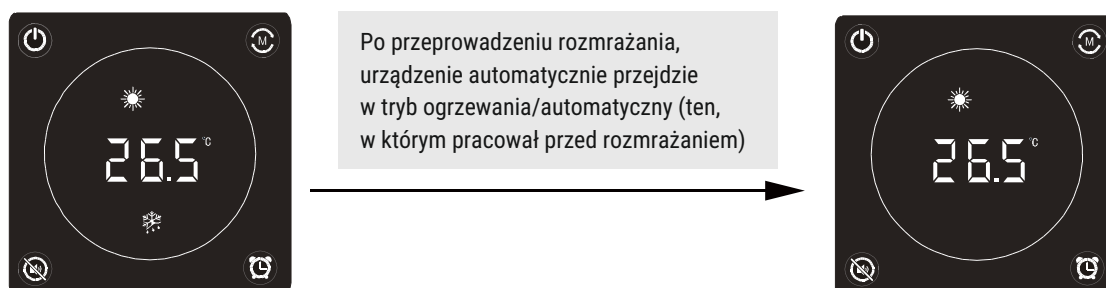 Po przeprowadzeniu rozmrażania,
urządzenie automatycznie przejdzie
w tryb ogrzewania/automatyczny (ten,
w którym pracował przed rozmrażaniem)
M
26.5 °C
M
26.5 °C